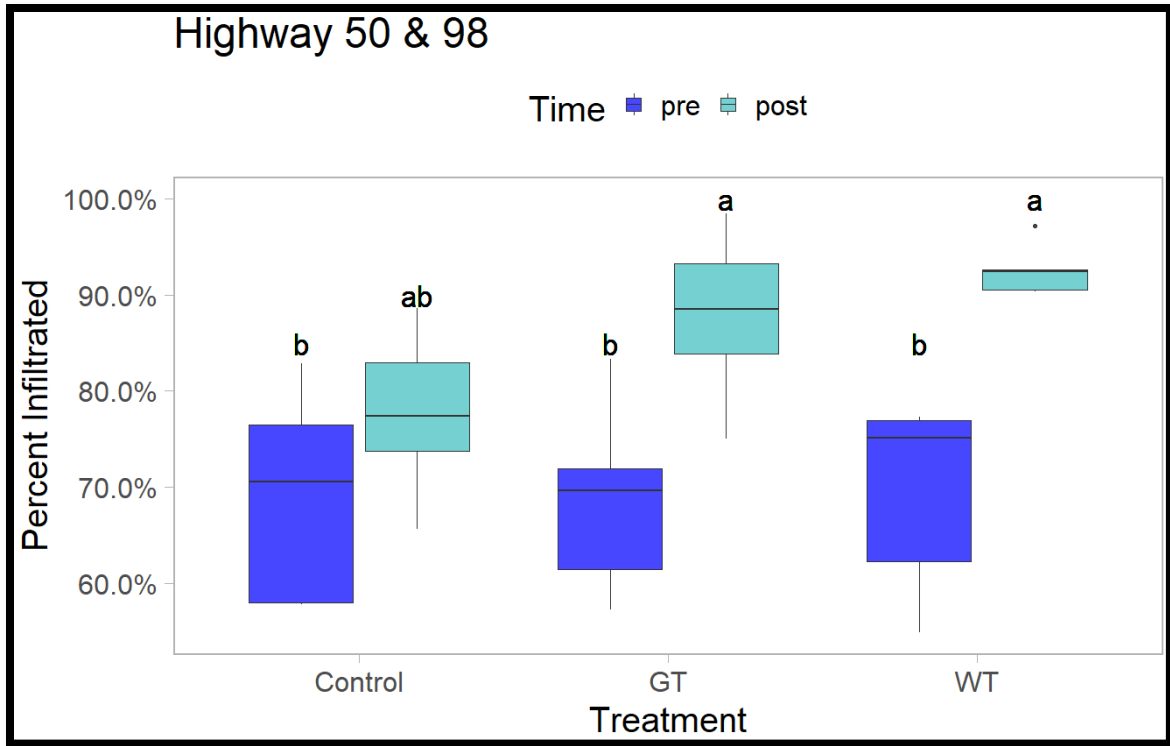 Highway 50 & 98
Time pre post
100.0%
90.0%
80.0%
70.0%
60.0%
Percent Infiltrated
b
ab
b
a
b
a
Control GT WT
Treatment